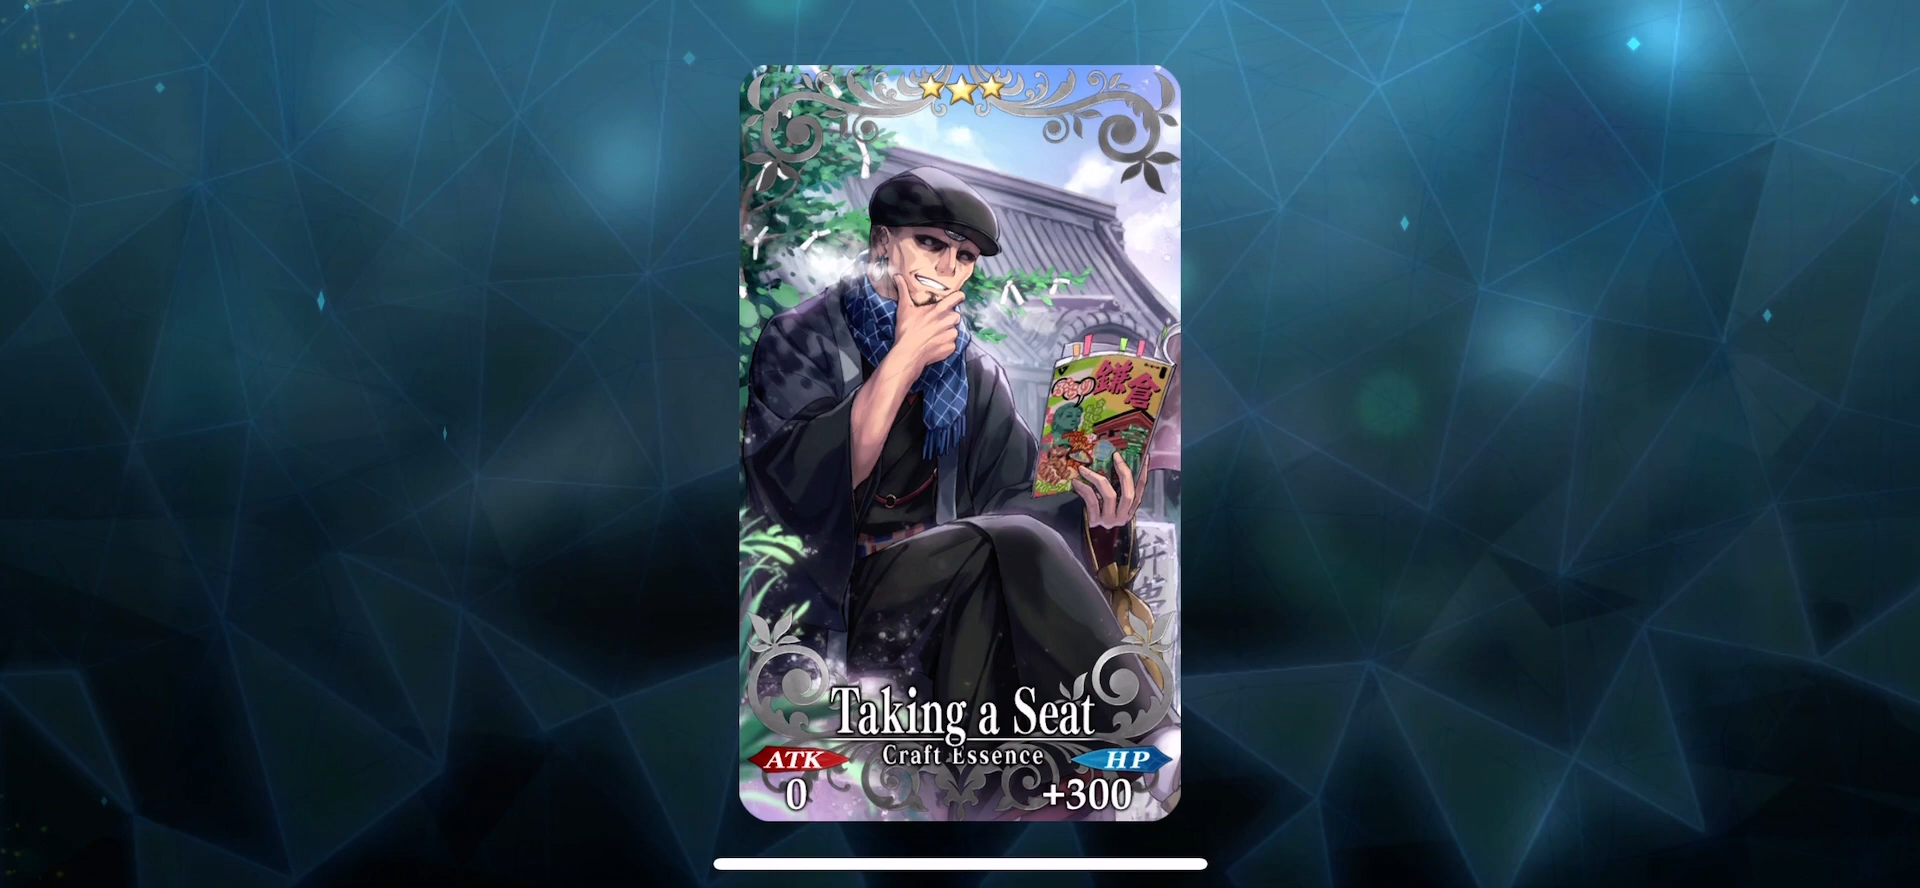 鎌倉
Taking a Seat
Craft Essence
ATK
HP
0
+300